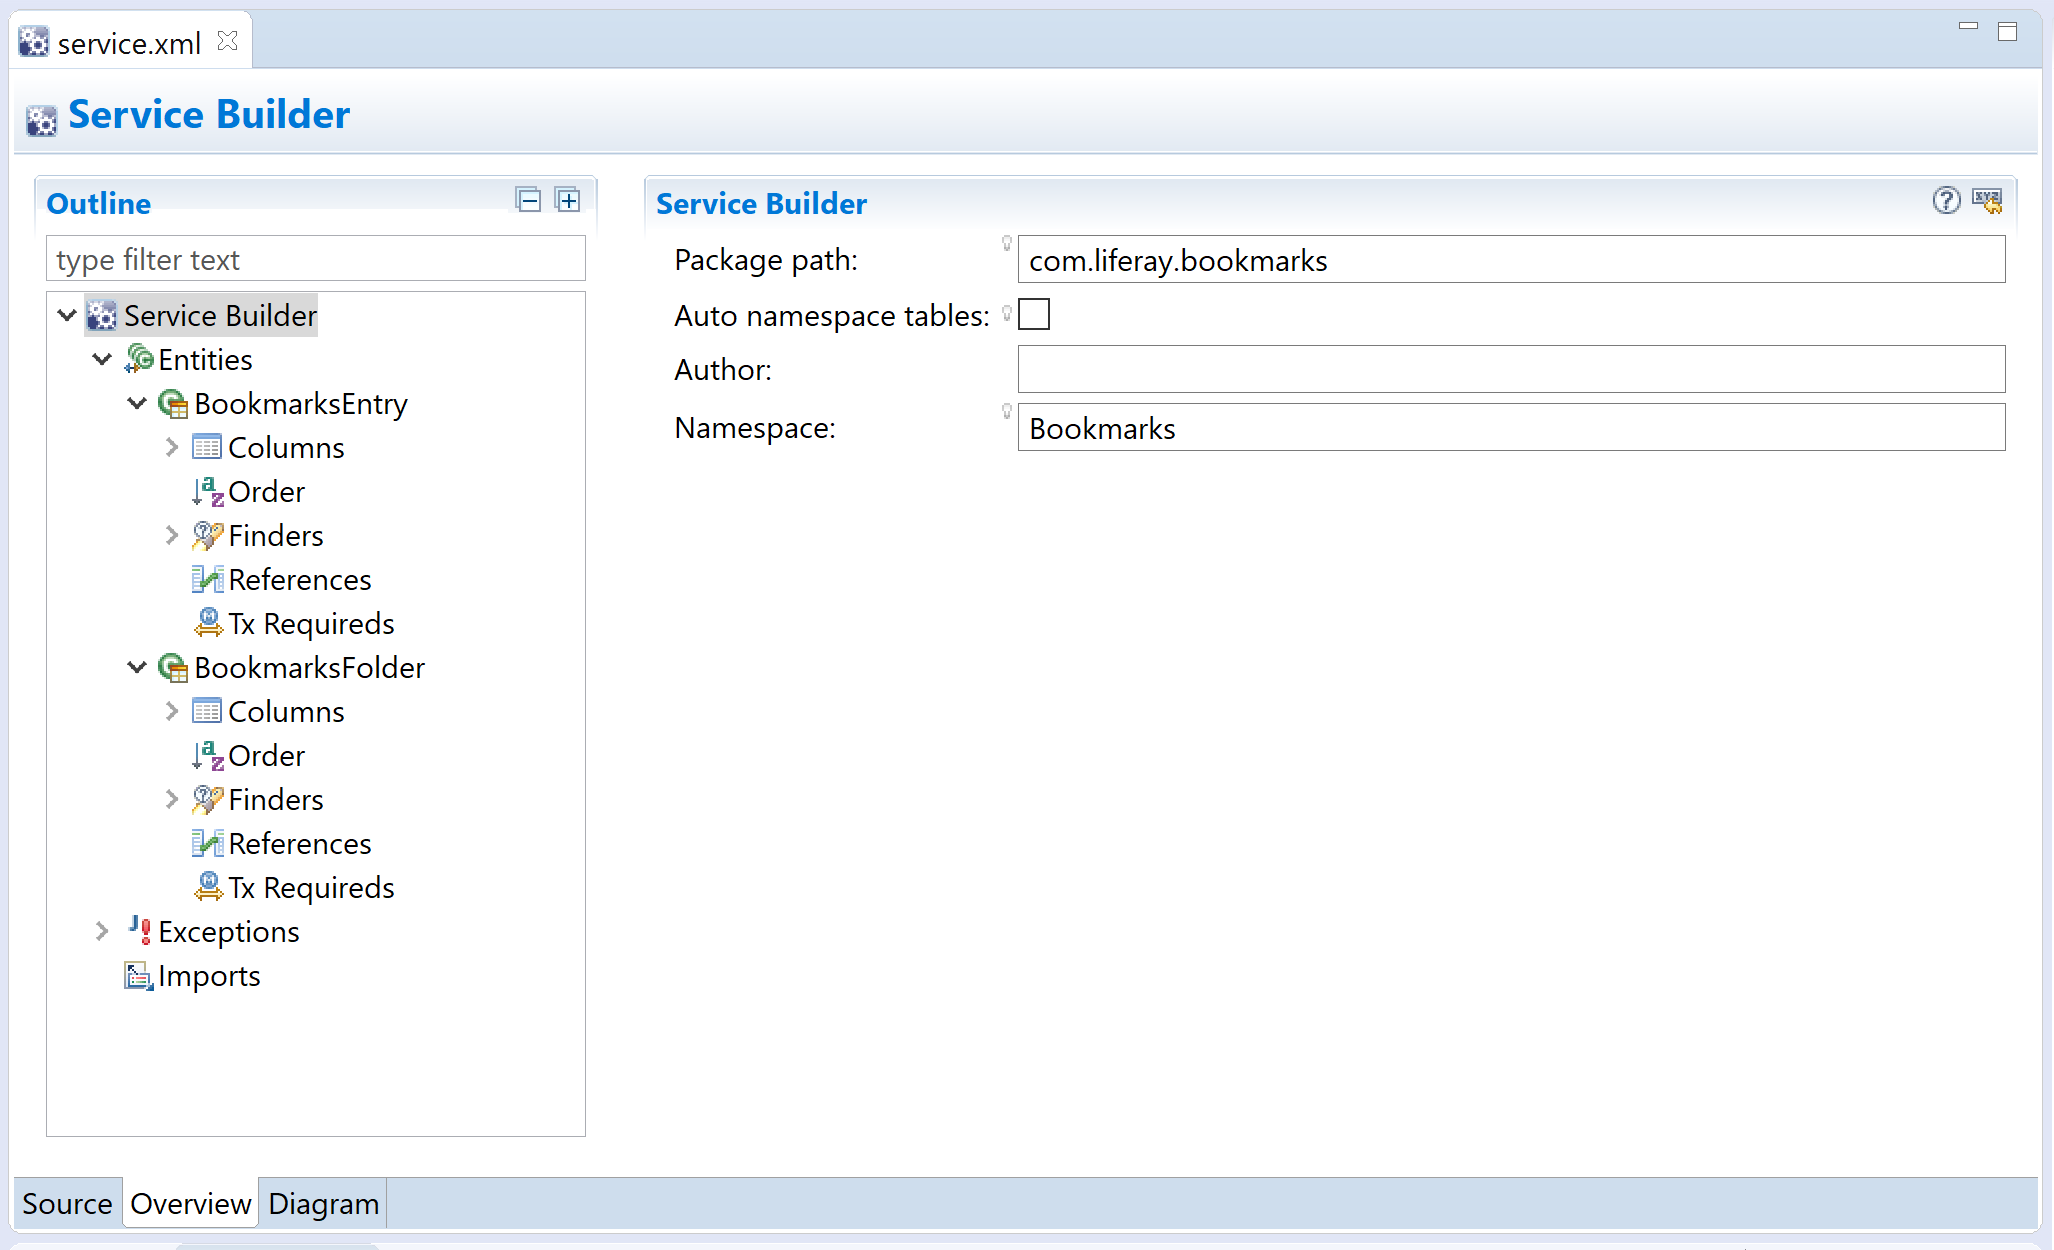 service.xml
Service Builder
Outline
type filter text
Service Builder
Entities
BookmarksEntry
Columns
Order
Finders
References
Tx Requireds
BookmarksFolder
Columns
Order
Finders
References
Tx Requireds
Exceptions
Imports
Service Builder
Package path: com.liferay.bookmarks
Auto namespace tables:
Author:
Namespace: Bookmarks
Source Overview Diagram